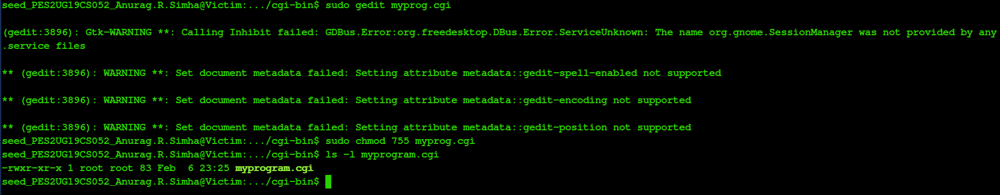 seed_PES2UG19CS052_Anurag.R.Simha@Victim:.../cgi-bin$ sudo gedit myprog.cgi
(gedit:3896): Gtk-WARNING **: Calling Inhibit failed: GDBus.Error:org.freedesktop.DBus.Error.ServiceUnknown: The name org.gnome.SessionManager was not provided by any
.service files
** (gedit:3896): WARNING **: Set document metadata failed: Setting attribute metadata::gedit-spell-enabled not supported
** (gedit:3896): WARNING **: Set document metadata failed: Setting attribute metadata::gedit-encoding not supported
** (gedit:3896): WARNING **: Set document metadata failed: Setting attribute metadata::gedit-position not supported
seed_PES2UG19CS052_Anurag.R.Simha@Victim:.../cgi-bin$ sudo chmod 755 myprog.cgi
seed_PES2UG19CS052_Anurag.R.Simha@Victim:.../cgi-bin$ ls -l myprogram.cgi
-rwxr-xr-x 1 root root 83 Feb  6 23:25 myprogram.cgi
seed_PES2UG19CS052_Anurag.R.Simha@Victim:.../cgi-bin$